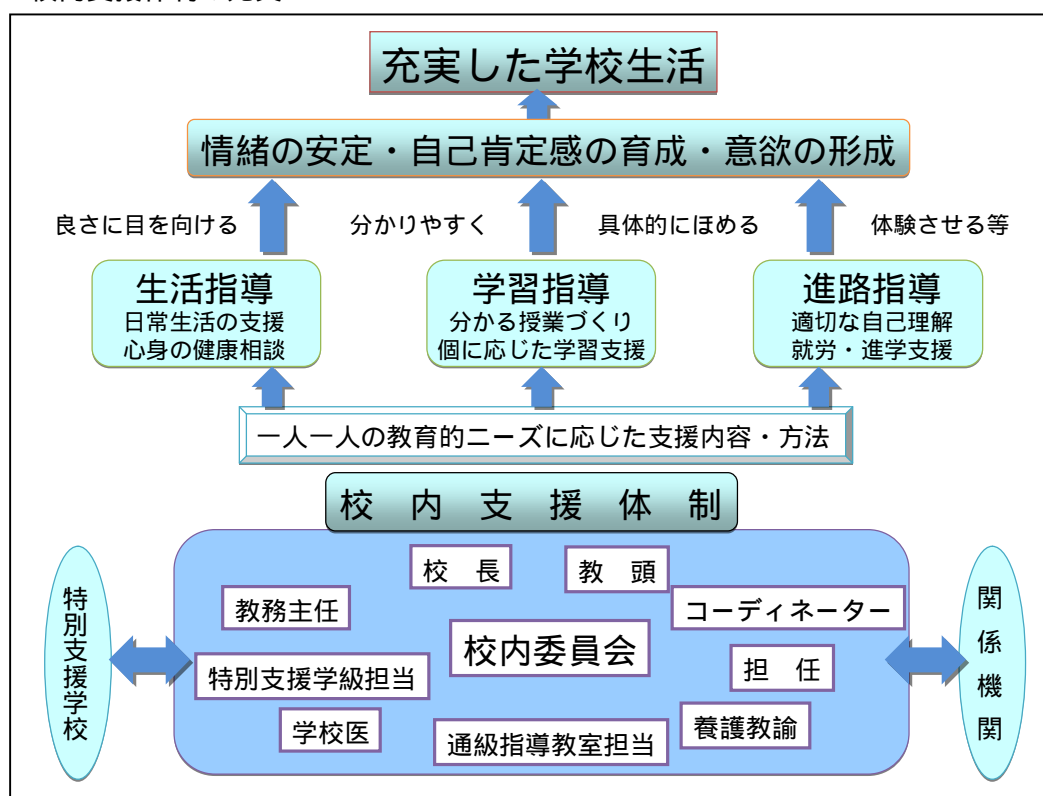 充実した学校生活
情緒の安定・自己肯定感の育成・意欲の形成
良さに目を向ける
分かりやすく
具体的にほめる
体験させる等
生活指導
日常生活の支援
心身の健康相談
学習指導
分かる授業づくり
個に応じた学習支援
進路指導
適切な自己理解
就労・進学支援
一人一人の教育的ニーズに応じた支援内容・方法
校内支援体制
特別支援学校
校長
教頭
教務主任
コーディネーター
校内委員会
特別支援学級担当
担任
学校医
通級指導教室担当
養護教諭
関係機関